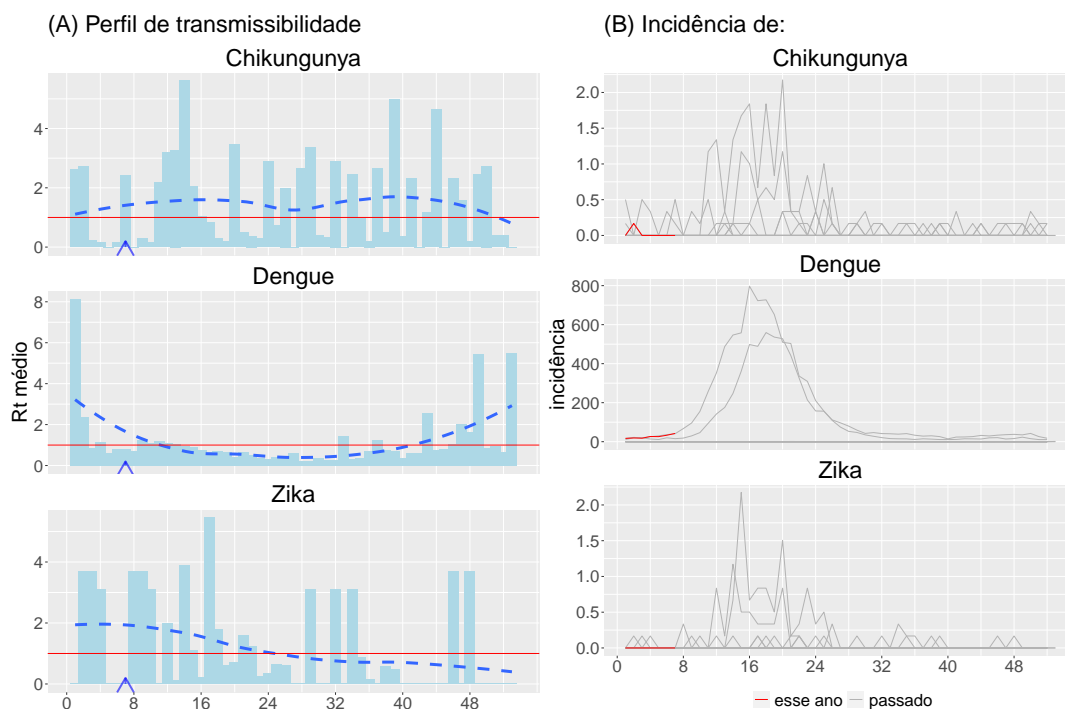 (A) Perfil de transmissibilidade
Chikungunya
4
2
0
Dengue
8
6
4
2
0
Rt médio
Zika
4
2
0
0 8 16 24 32 40 48
(B) Incidência de:
Chikungunya
2.0
1.5
1.0
0.5
0.0
Dengue
800
600
400
200
0
incidência
Zika
2.0
1.5
1.0
0.5
0.0
0 8 16 24 32 40 48
esse ano passado